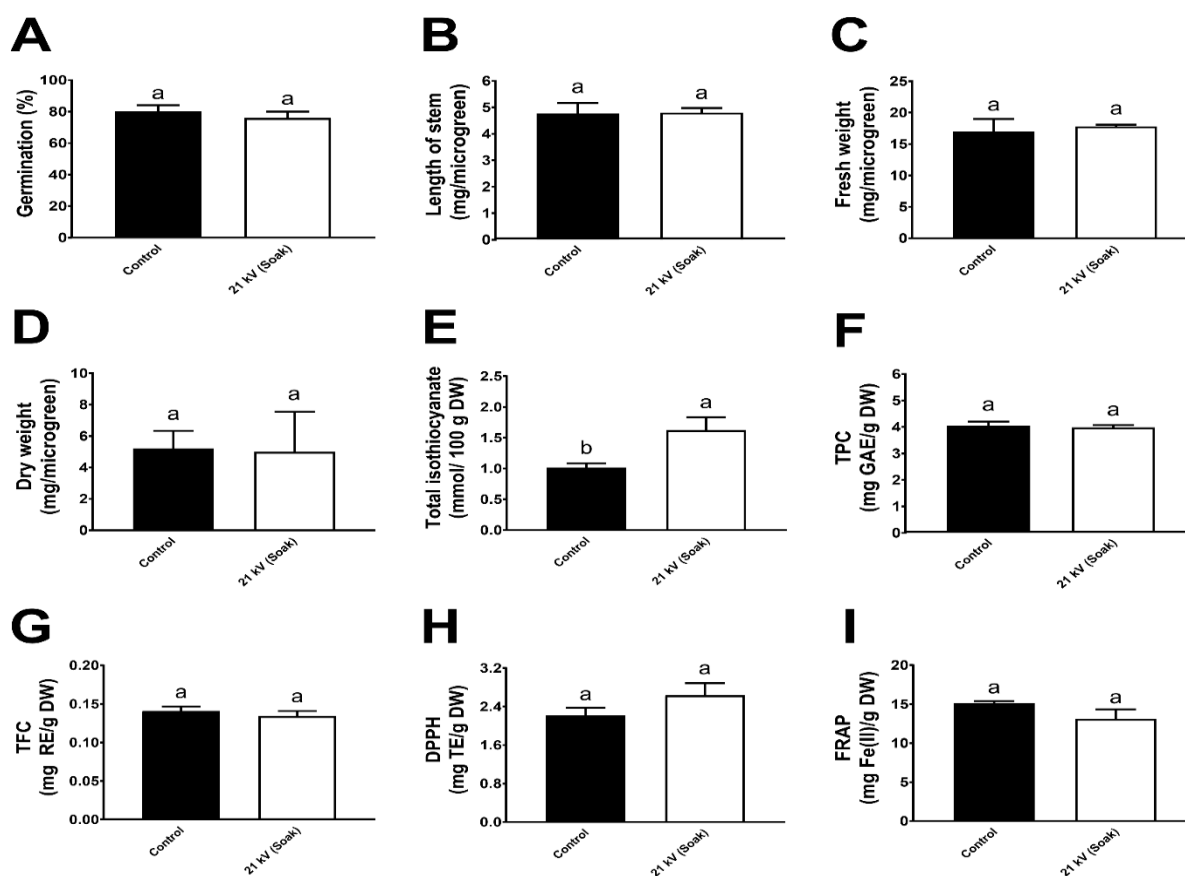 A
Germination (%)
100
80
60
40
20
0
a
a
Control
21 kV (Soak)
B
Length of stem
(mg/microgreen)
6
5
4
3
2
1
0
a
a
Control
21 kV (Soak)
C
Fresh weight
(mg/microgreen)
25
20
15
10
5
0
a
a
Control
21 kV (Soak)
D
Dry weight
(mg/microgreen)
10
8
6
4
2
0
a
a
Control
21 kV (Soak)
E
Total isothiocyanate
(mmol/ 100 g DW)
2.5
2.0
1.5
1.0
0.5
0.0
b
a
Control
21 kV (Soak)
F
TPC
(mg GAE/g DW)
6
5
4
3
2
1
0
a
a
Control
21 kV (Soak)
G
TFC
(mg RE/g DW)
0.20
0.15
0.10
0.05
0.00
a
a
Control
21 kV (Soak)
H
DPPH
(mg TE/g DW)
3.2
2.4
1.6
0.8
0.0
a
a
Control
21 kV (Soak)
I
FRAP
(mg Fe(II)/g DW)
20
15
10
5
0
a
a
Control
21 kV (Soak)